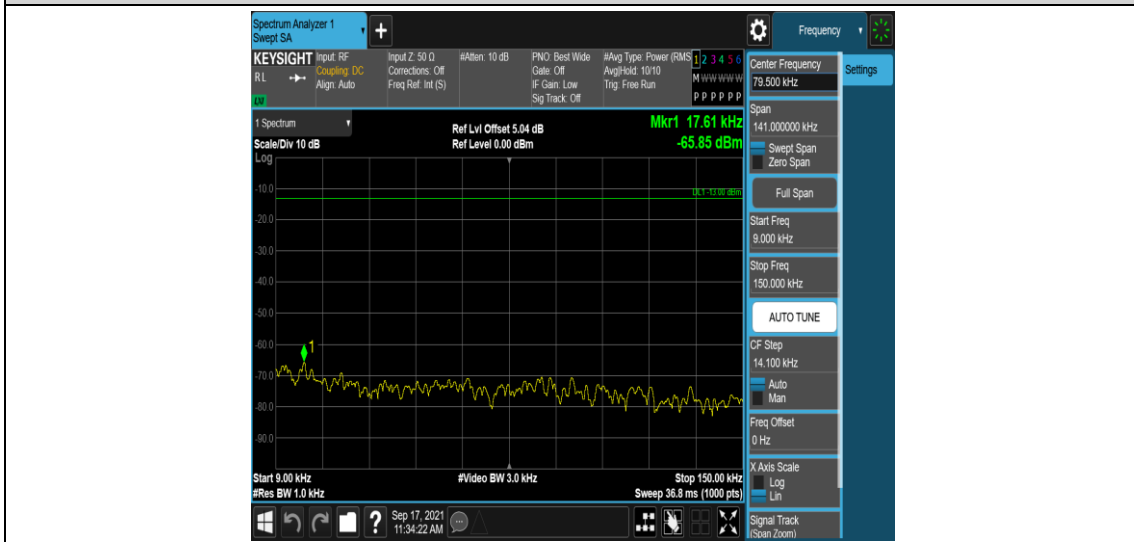 Spectrum Analyzer 1
Swept SA
+
Frequency
KEYSIGHT
RL
LXI
Input: RF
Coupling: DC
Align: Auto
Input Z: 50 Ω
Corrections: Off
Freq Ref: Int (S)
#Atten: 10 dB
PNO: Best Wide
Gate: Off
IF Gain: Low
Sig Track: Off
#Avg Type: Power (RMS
Avg|Hold: 10/10
Trig: Free Run
1 2 3 4 5 6
M W W W W W
P P P P P P
Center Frequency
79.500 kHz
Settings
Span
141.000000 kHz
Swept Span
Zero Span
Full Span
Start Freq
9.000 kHz
Stop Freq
150.000 kHz
AUTO TUNE
CF Step
14.100 kHz
Auto
Man
Freq Offset
0 Hz
X Axis Scale
Log
Lin
Signal Track
(Span Zoom)
1 Spectrum
Scale/Div 10 dB
Ref Lvl Offset 5.04 dB
Ref Level 0.00 dBm
Mkr1 17.61 kHz
-65.85 dBm
Log
DL1 -13.00 dBm
-10.0
-20.0
-30.0
-40.0
-50.0
-60.0
-70.0
-80.0
-90.0
1
Start 9.00 kHz
#Res BW 1.0 kHz
#Video BW 3.0 kHz
Stop 150.00 kHz
Sweep 36.8 ms (1000 pts)
?
Sep 17, 2021
11:34:22 AM